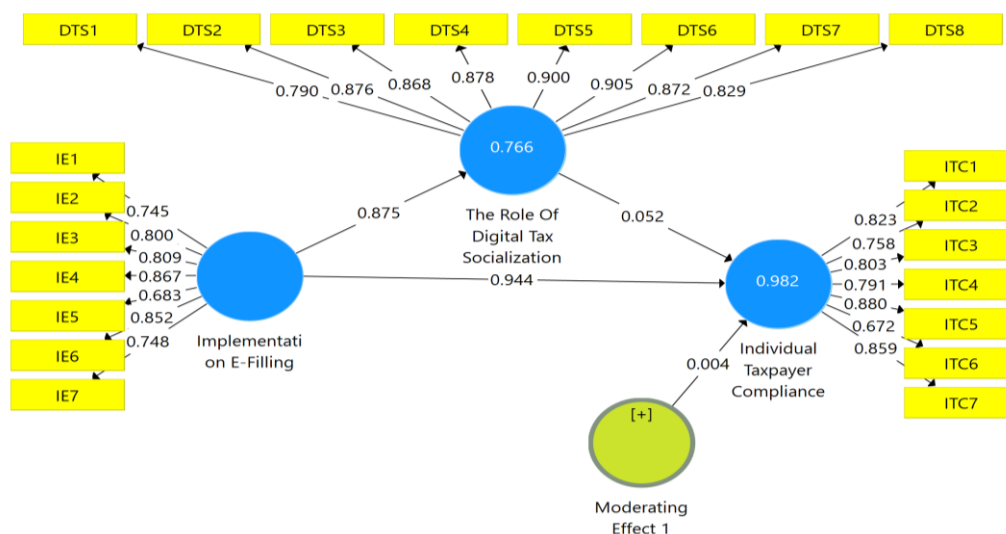 DTS1 DTS2 DTS3 DTS4 DTS5 DTS6 DTS7 DTS8
0.790 0.876 0.868 0.878 0.900 0.905 0.872 0.829
0.766
The Role Of
Digital Tax
Socialization
IE1
IE2
IE3
IE4
IE5
IE6
IE7
0.745
0.800
0.809
0.867
0.683
0.852
0.748
Implementati
on E-Filling
0.875
0.052
0.944
0.982
Individual
Taxpayer
Compliance
0.823
0.758
0.803
0.791
0.880
0.672
0.859
ITC1
ITC2
ITC3
ITC4
ITC5
ITC6
ITC7
0.004
[+]
Moderating
Effect 1